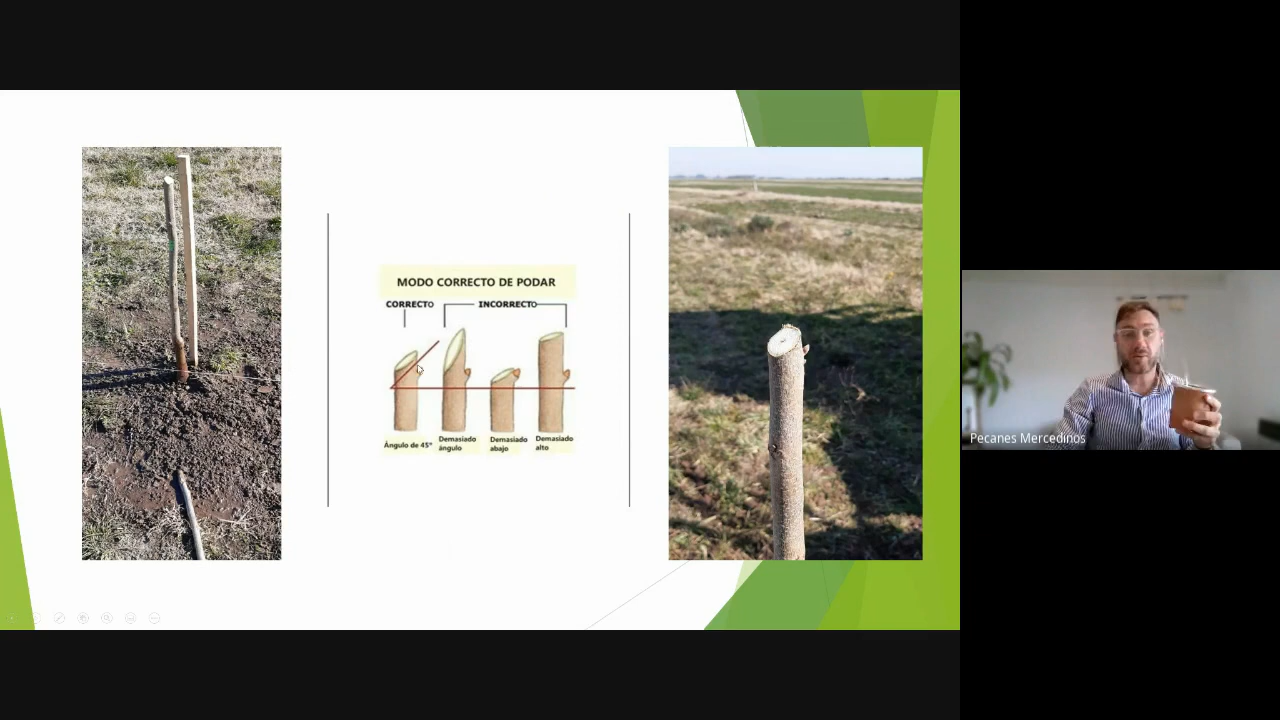 MODO CORRECTO DE PODAR
CORRECTO
INCORRECTO
Ángulo de 45°
Demasiado
ángulo
Demasiado
abajo
Demasiado
alto
Pecanes Mercedinos